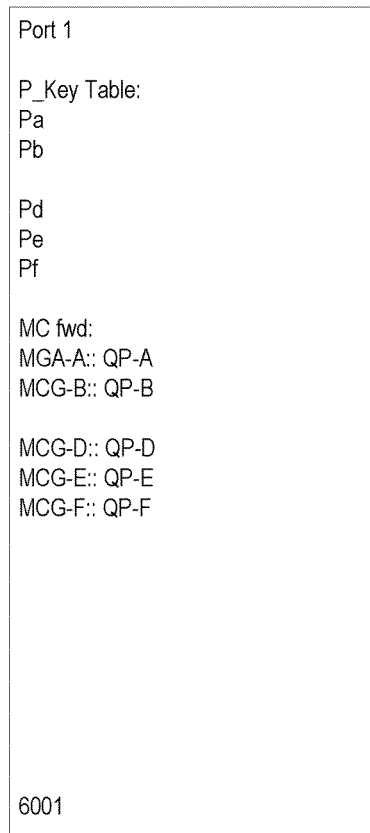 Port 1
P_Key Table:
Pa
Pb
Pd
Pe
Pf
MC fwd:
MGA-A:: QP-A
MCG-B:: QP-B
MCG-D:: QP-D
MCG-E:: QP-E
MCG-F:: QP-F
6001